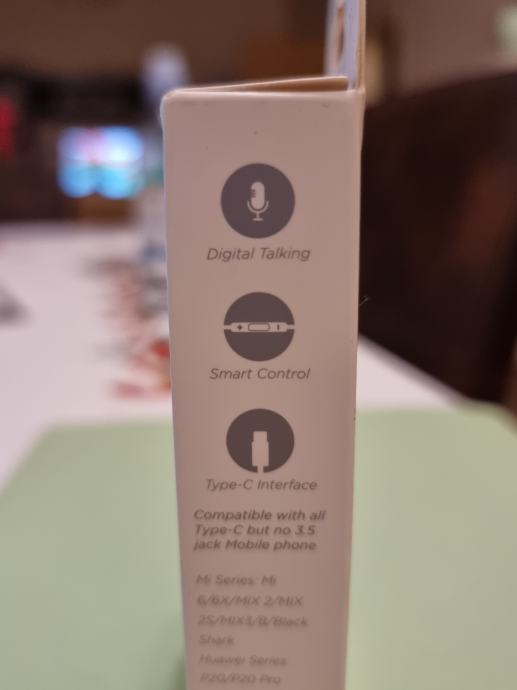 Digital Talking
Smart Control
Type-C Interface
Compatible with all
Type-C but no 3.5
jack Mobile phone
Mi Series: Mi
6/6X/MIX 2/MIX
2S/MIX3/8/Black
Shark
Huawei Series:
P20/P20 Pro